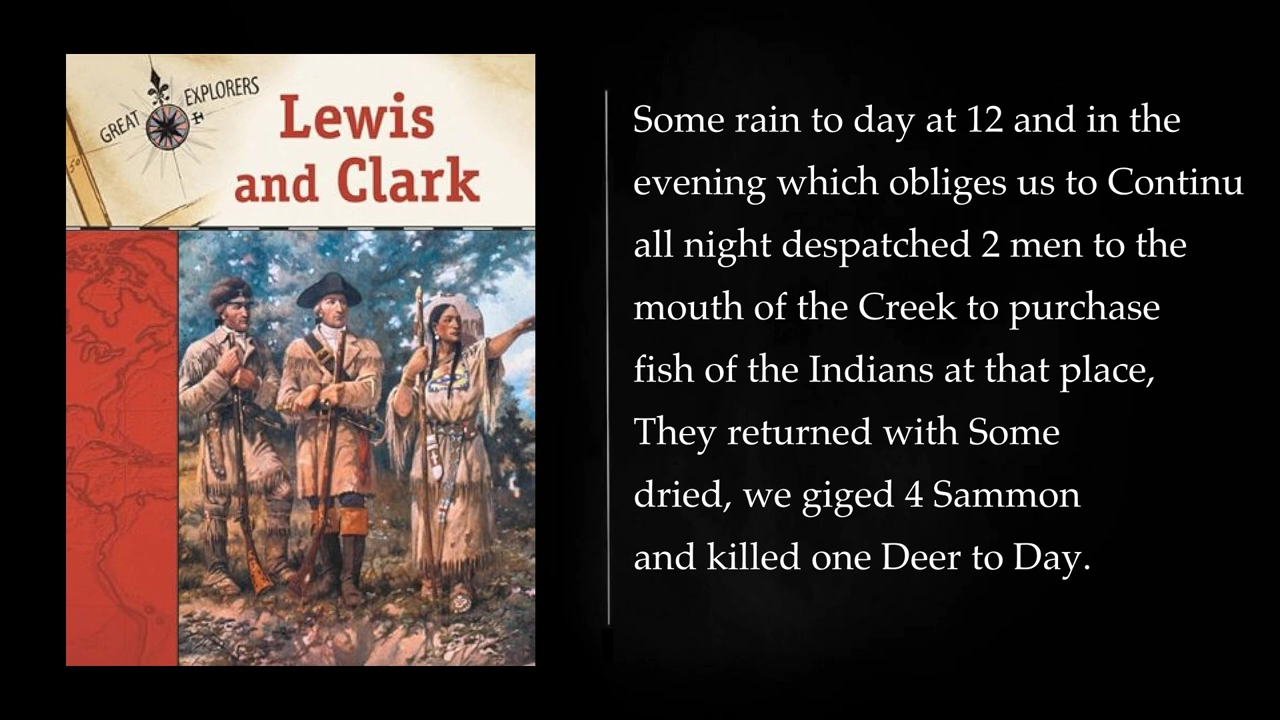 GREAT EXPLORERS
Lewis
and Clark
Some rain to day at 12 and in the
evening which obliges us to Continu
all night despatched 2 men to the
mouth of the Creek to purchase
fish of the Indians at that place,
They returned with Some
dried, we giged 4 Sammon
and killed one Deer to Day.